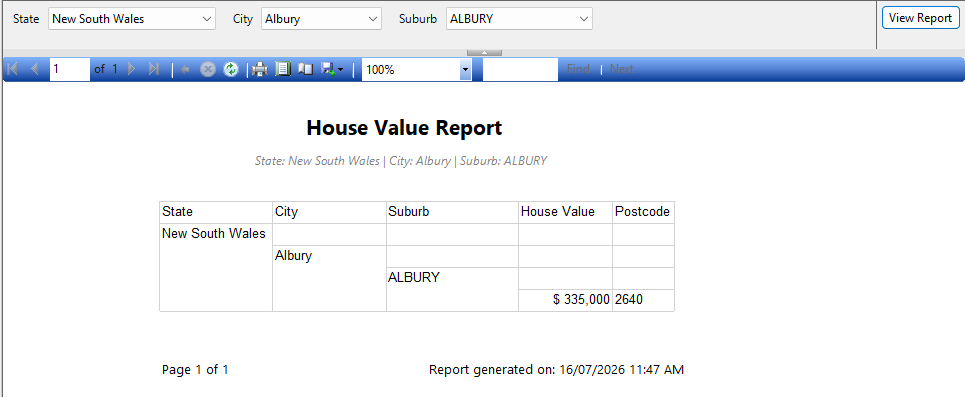 State New South Wales City Albury Suburb ALBURY View Report
1 of 1 100% Find | Next
House Value Report
State: New South Wales | City: Albury | Suburb: ALBURY
State City Suburb House Value Postcode
New South Wales
Albury
ALBURY
$ 335,000 2640
Page 1 of 1 Report generated on: 16/07/2026 11:47 AM